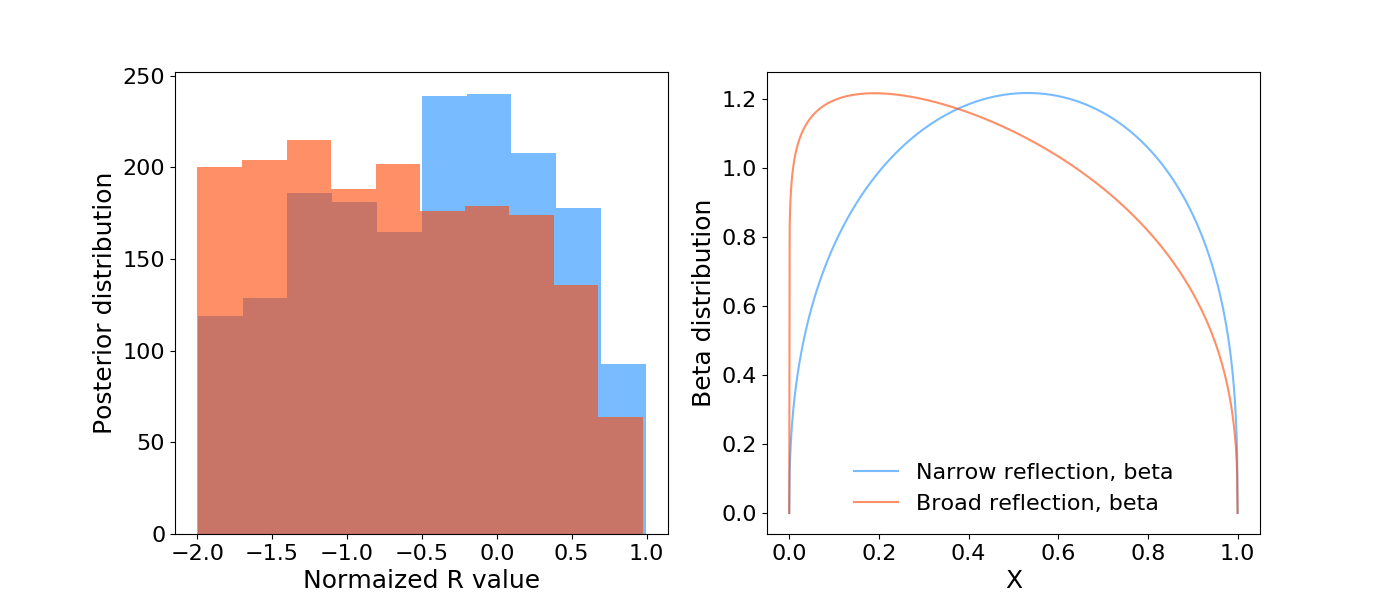 250
200
150
100
50
0
Posterior distribution
−2.0 −1.5 −1.0 −0.5 0.0 0.5 1.0
Normaized R value
1.2
1.0
0.8
0.6
0.4
0.2
0.0
Beta distribution
Narrow reflection, beta
Broad reflection, beta
0.0 0.2 0.4 0.6 0.8 1.0
X